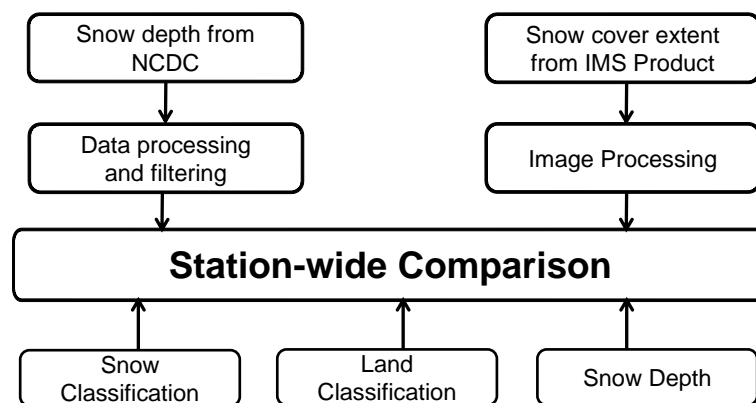 Snow depth from
NCDC
Snow cover extent
from IMS Product
Data processing
and filtering
Image Processing
Station-wide Comparison
Snow
Classification
Land
Classification
Snow Depth